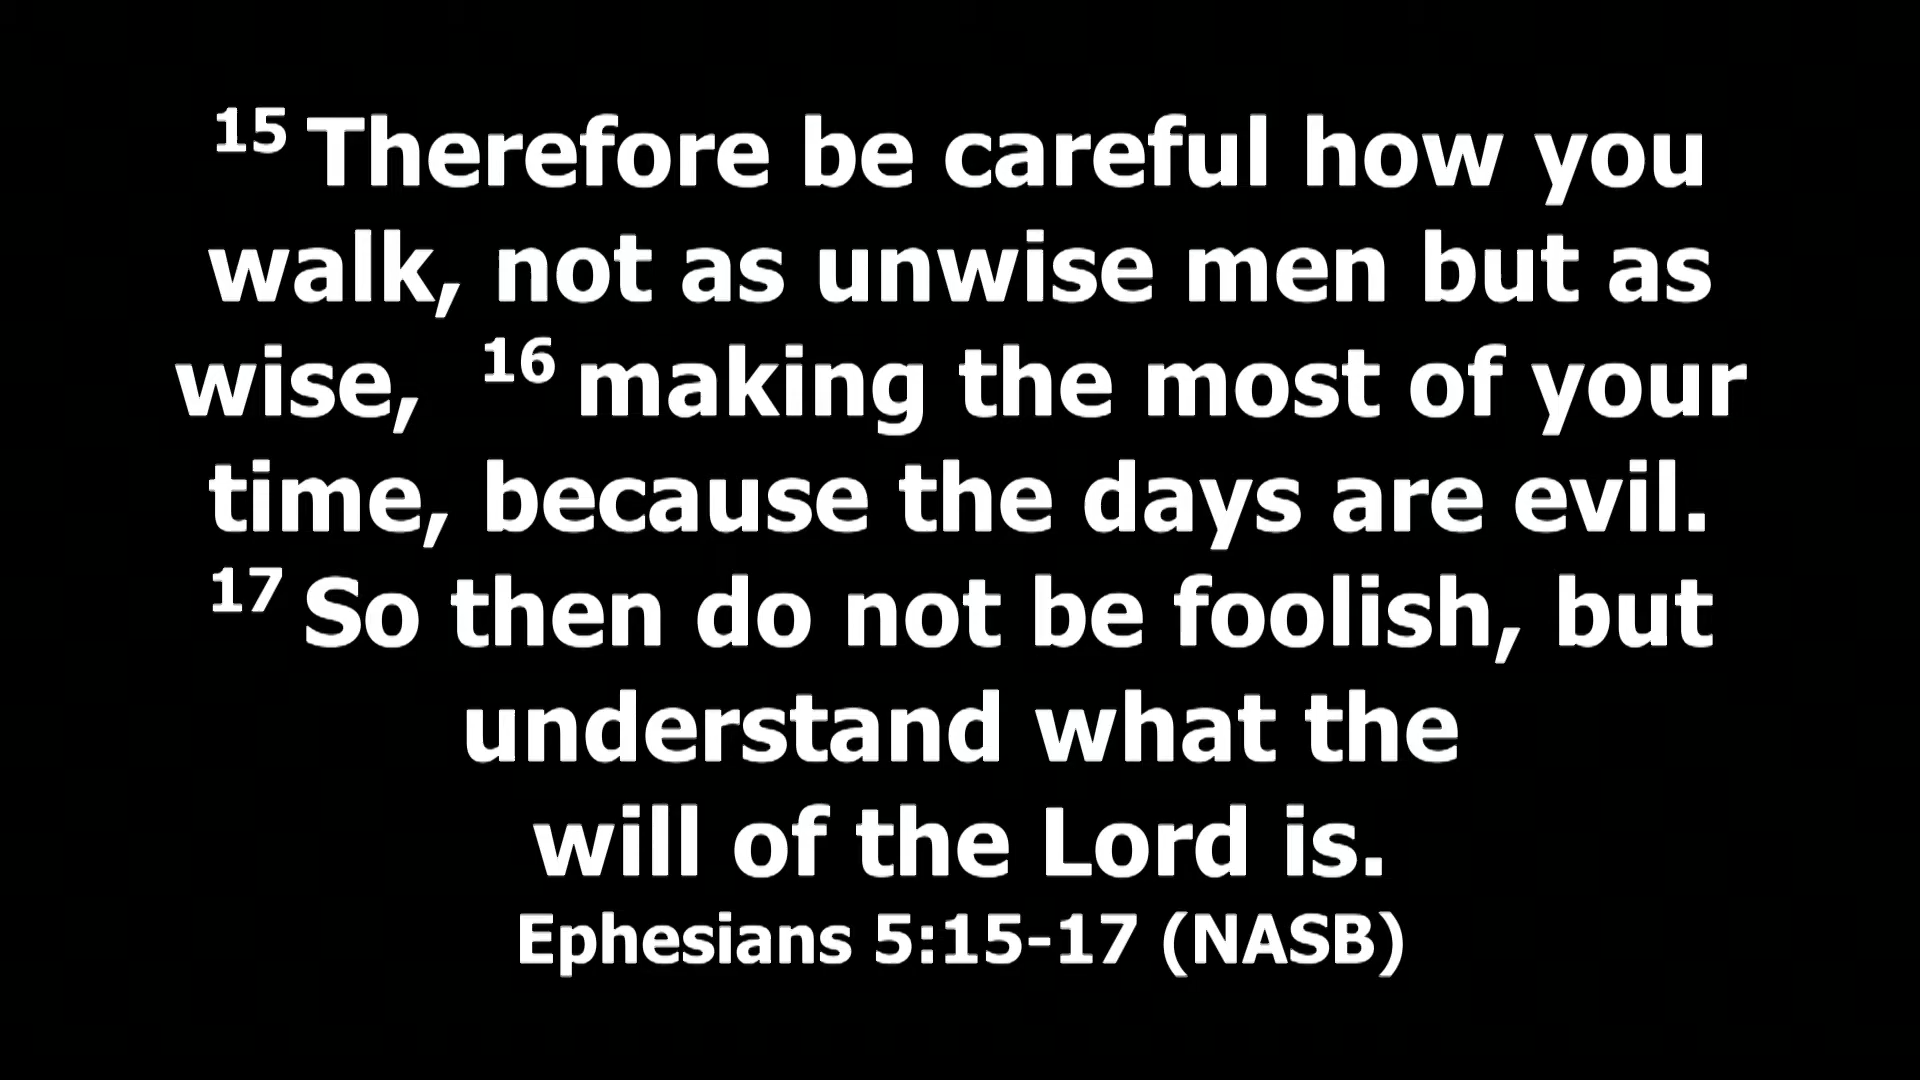 15 Therefore be careful how you
walk, not as unwise men but as
wise, 16 making the most of your
time, because the days are evil.
17 So then do not be foolish, but
understand what the
will of the Lord is.
Ephesians 5:15-17 (NASB)